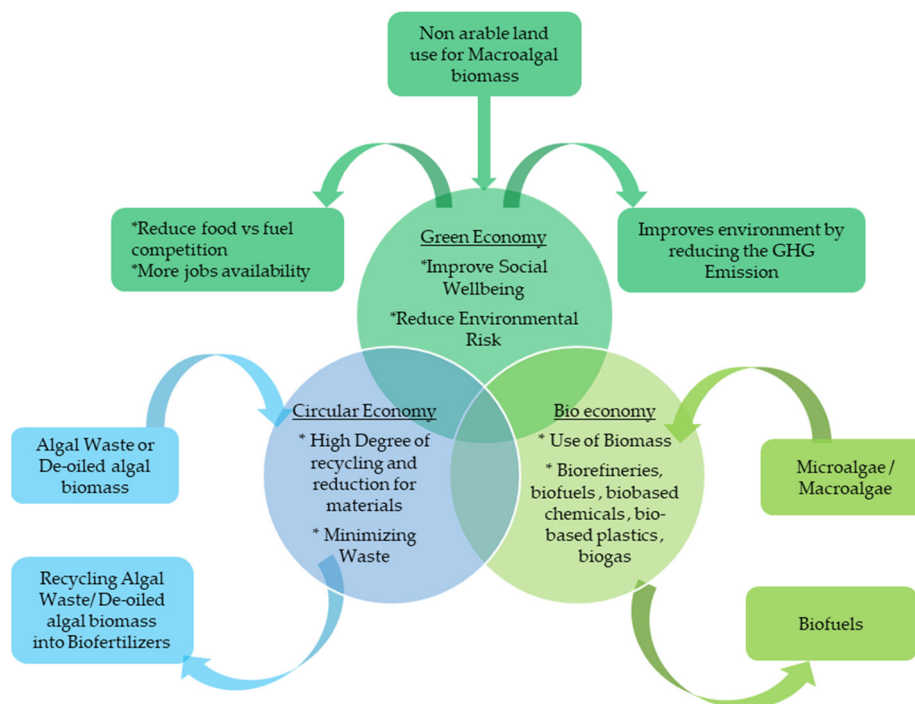 Non arable land
use for Macroalgal
biomass
*Reduce food vs fuel
competition
*More jobs availability
Improves environment by
reducing the GHG
Emission
Green Economy
*Improve Social
Wellbeing
*Reduce Environmental
Risk
Algal Waste or
De-oiled algal
biomass
Circular Economy
* High Degree of
recycling and
reduction for
materials
* Minimizing
Waste
Bio economy
* Use of Biomass
* Biorefineries,
biofuels, biobased
chemicals, bio-
based plastics,
biogas
Microalgae /
Macroalgae
Recycling Algal
Waste/ De-oiled
algal biomass
into Biofertilizers
Biofuels